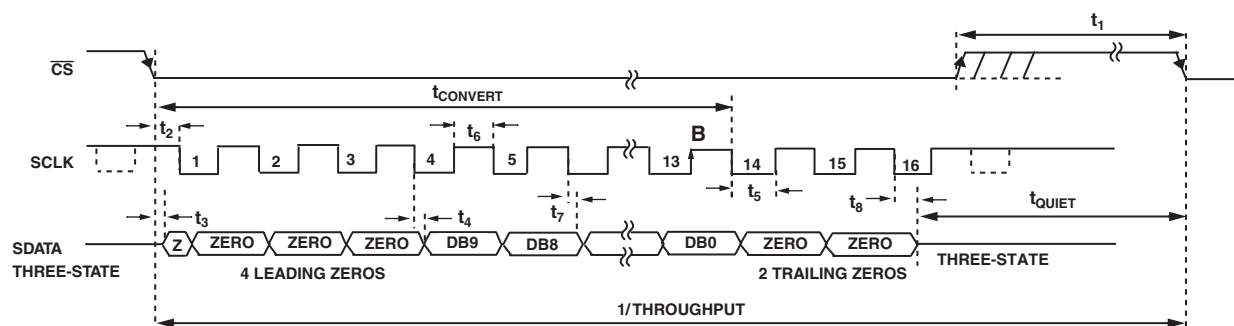 t1
CS
tCONVERT
t2
t6
B
SCLK
1
2
3
4
5
13
14
15
16
t3
t4
t7
t5
t8
tQUIET
SDATA
THREE-STATE
Z
ZERO
ZERO
ZERO
DB9
DB8
DB0
ZERO
ZERO
THREE-STATE
4 LEADING ZEROS
2 TRAILING ZEROS
1/THROUGHPUT